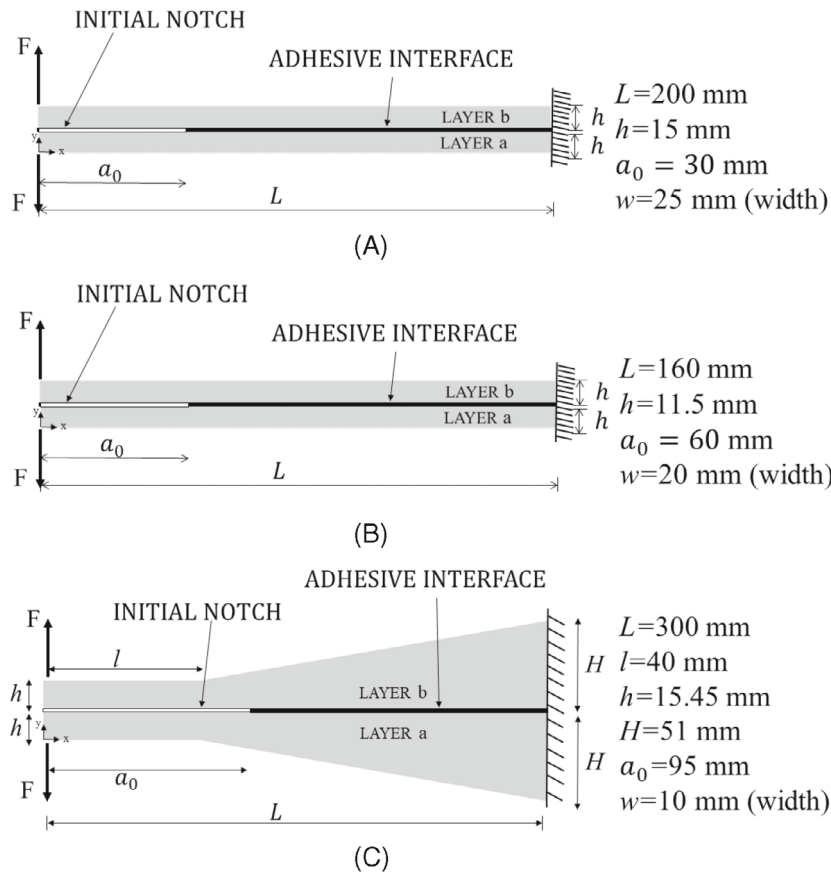 INITIAL NOTCH
F
ADHESIVE INTERFACE
LAYER b
LAYER a
h
h
y
x
a₀
F
L
L=200 mm
h=15 mm
a₀ = 30 mm
w=25 mm (width)
(A)
INITIAL NOTCH
F
ADHESIVE INTERFACE
LAYER b
LAYER a
h
h
y
x
a₀
F
L
L=160 mm
h=11.5 mm
a₀ = 60 mm
w=20 mm (width)
(B)
ADHESIVE INTERFACE
INITIAL NOTCH
F
l
h
h
LAYER b
LAYER a
H
H
y
x
F
a₀
L
L=300 mm
l=40 mm
h=15.45 mm
H=51 mm
a₀=95 mm
w=10 mm (width)
(C)